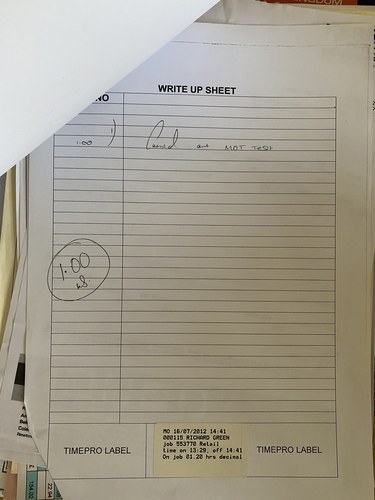 WRITE UP SHEET
NO
1.00 1) Carried out MOT TEST
1.00
TIMEPRO LABEL
MO 16/07/2012 14:41
000115 RICHARD GREEN
job 553770 Retail
time on 13:29, off 14:41
On job 01.20 hrs decimal
TIMEPRO LABEL